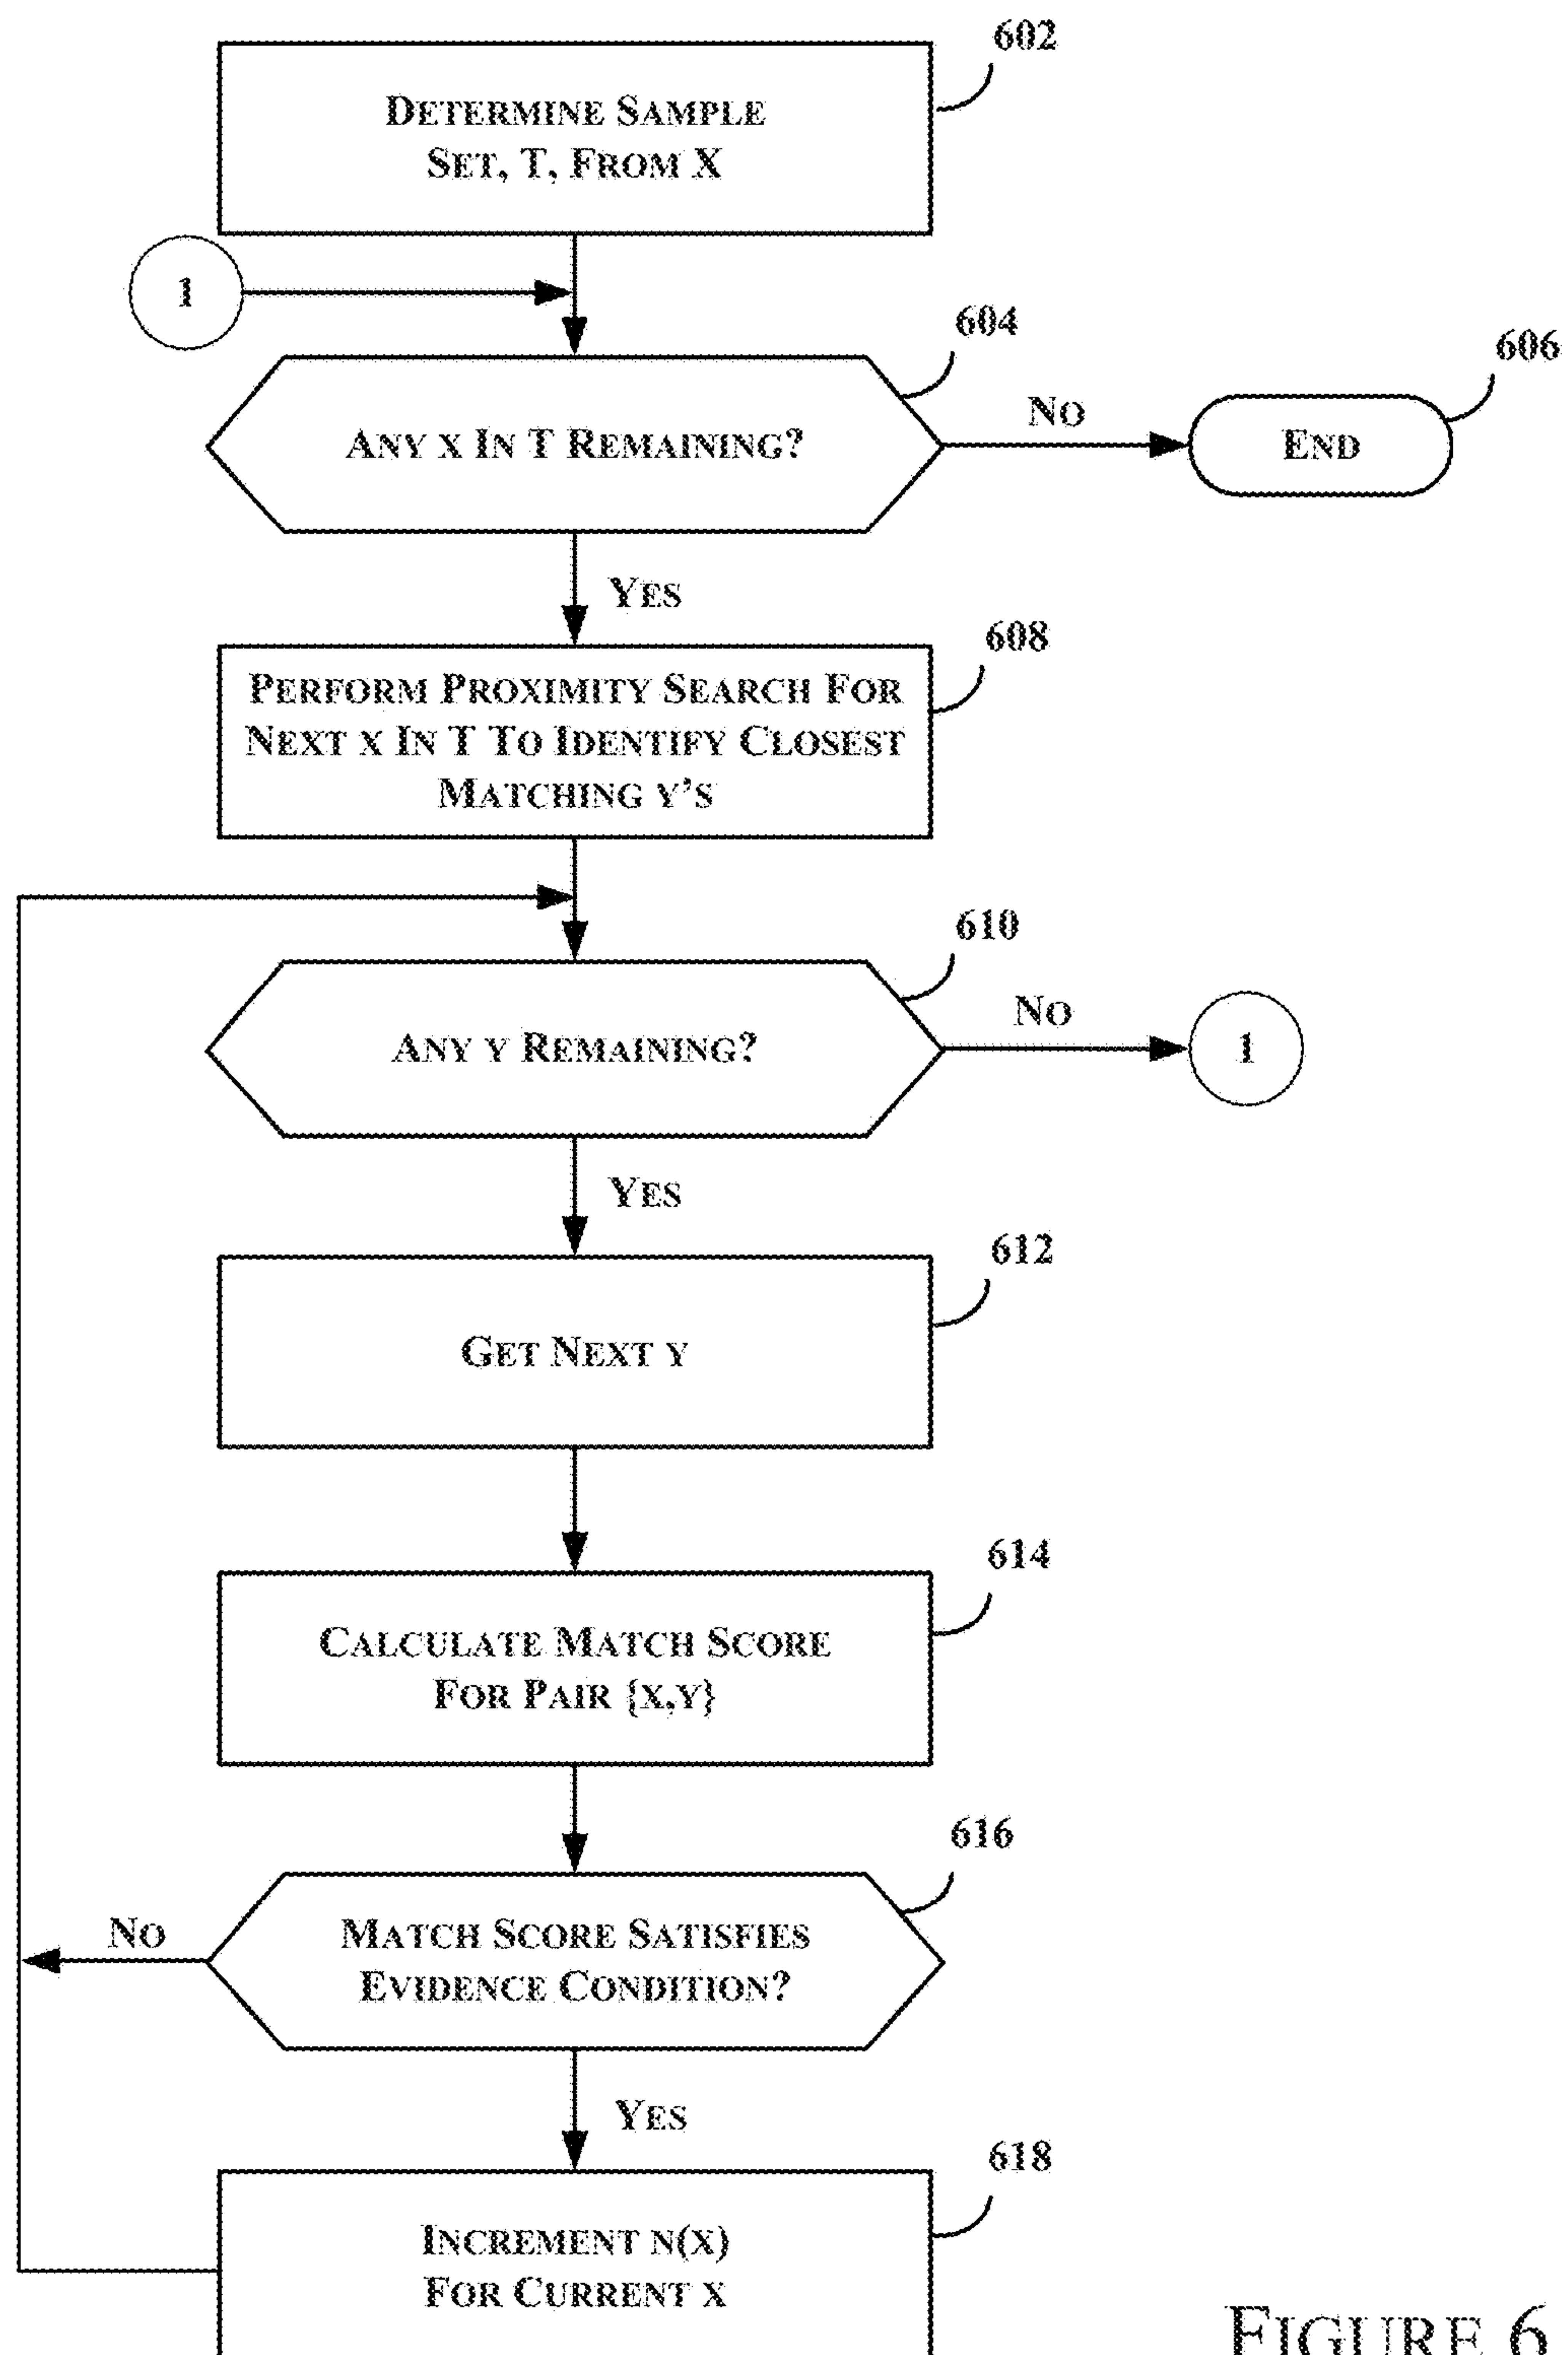 602
DETERMINE SAMPLE
SET, T, FROM X
1
604
606
ANY X IN T REMAINING?
NO
END
YES
608
PERFORM PROXIMITY SEARCH FOR
NEXT X IN T TO IDENTIFY CLOSEST
MATCHING Y'S
610
ANY Y REMAINING?
NO
1
YES
612
GET NEXT Y
614
CALCULATE MATCH SCORE
FOR PAIR {X,Y}
616
NO
MATCH SCORE SATISFIES
EVIDENCE CONDITION?
YES
618
INCREMENT N(X)
FOR CURRENT X
FIGURE 6